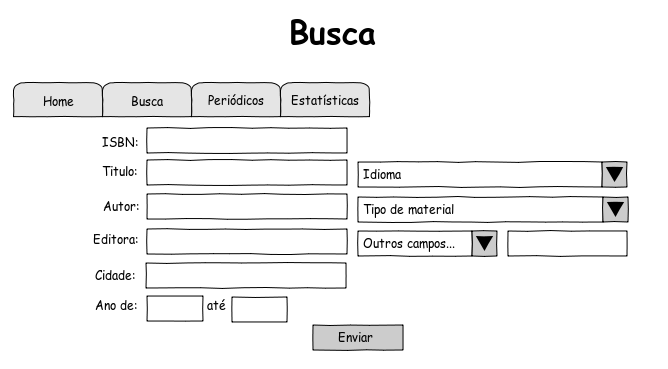 Busca
Home Busca Periódicos Estatísticas
ISBN:
Titulo: Idioma
Autor: Tipo de material
Editora: Outros campos...
Cidade:
Ano de: até
Enviar